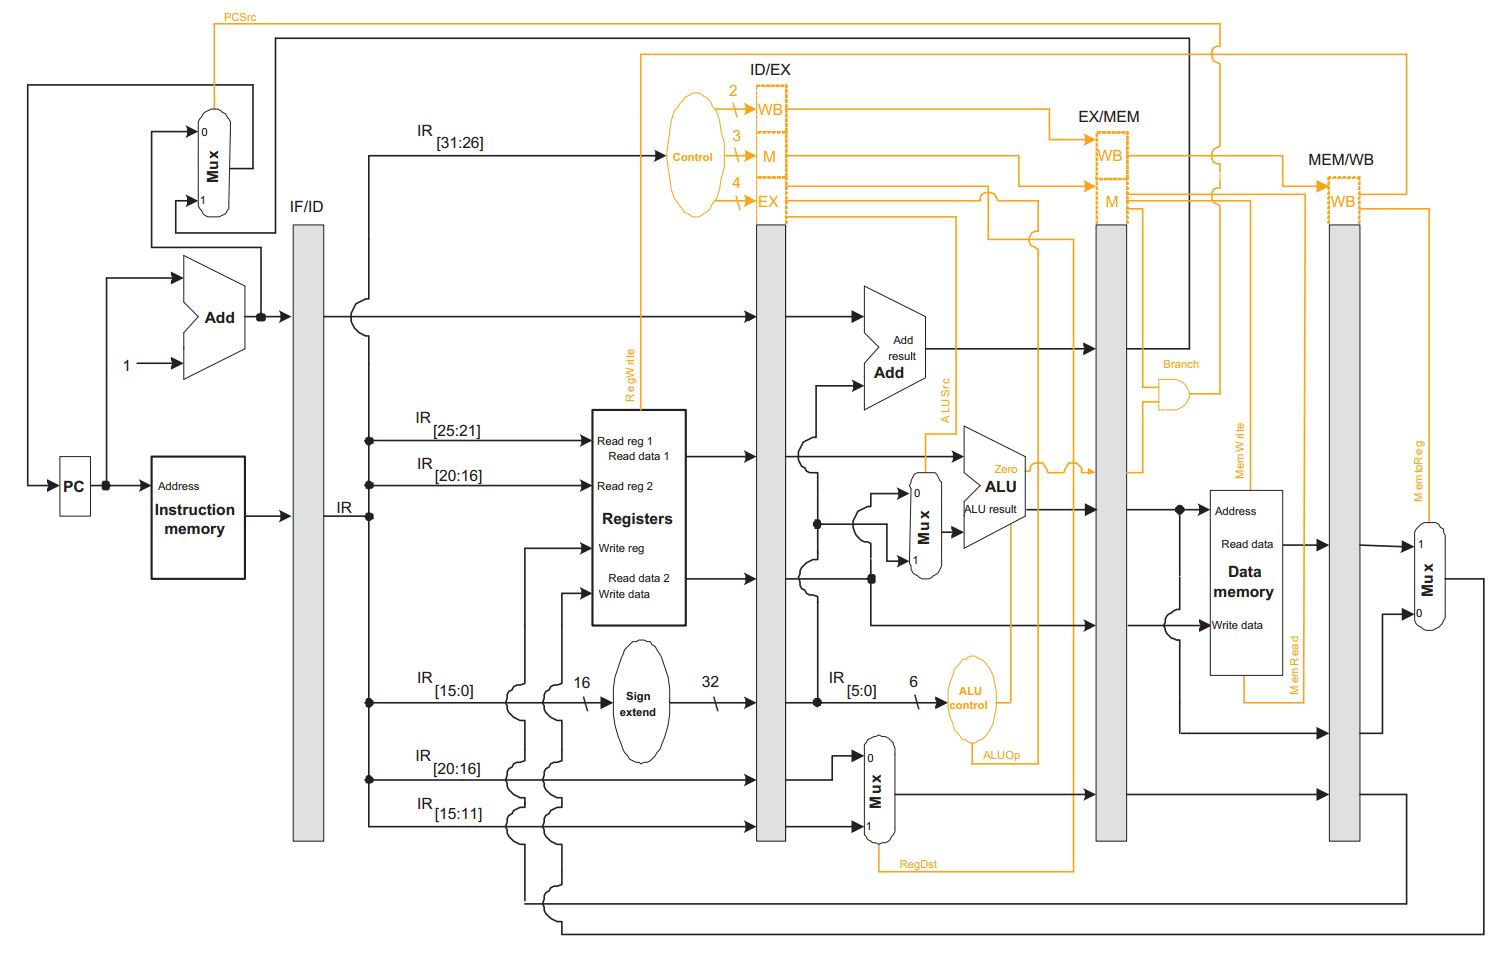 PCSrc
ID/EX
2
WB
EX/MEM
IR
[31:26]
3
Control
M
WB
MEM/WB
0
Mux
1
4
EX
M
WB
IF/ID
Add
1
Add
result
Add
Branch
RegWrite
ALUSrc
IR
[25:21]
Read reg 1
Read data 1
IR
[20:16]
Read reg 2
Registers
Write reg
Read data 2
Write data
PC
Address
Instruction
memory
IR
Zero
ALU
ALU result
0
Mux
1
MemWrite
MemtoReg
Address
Read data
Data
memory
Write data
1
Mux
0
MemRead
IR
[15:0]
16
Sign
extend
32
IR
[5:0]
6
ALU
control
ALUOp
IR
[20:16]
0
Mux
1
IR
[15:11]
RegDst